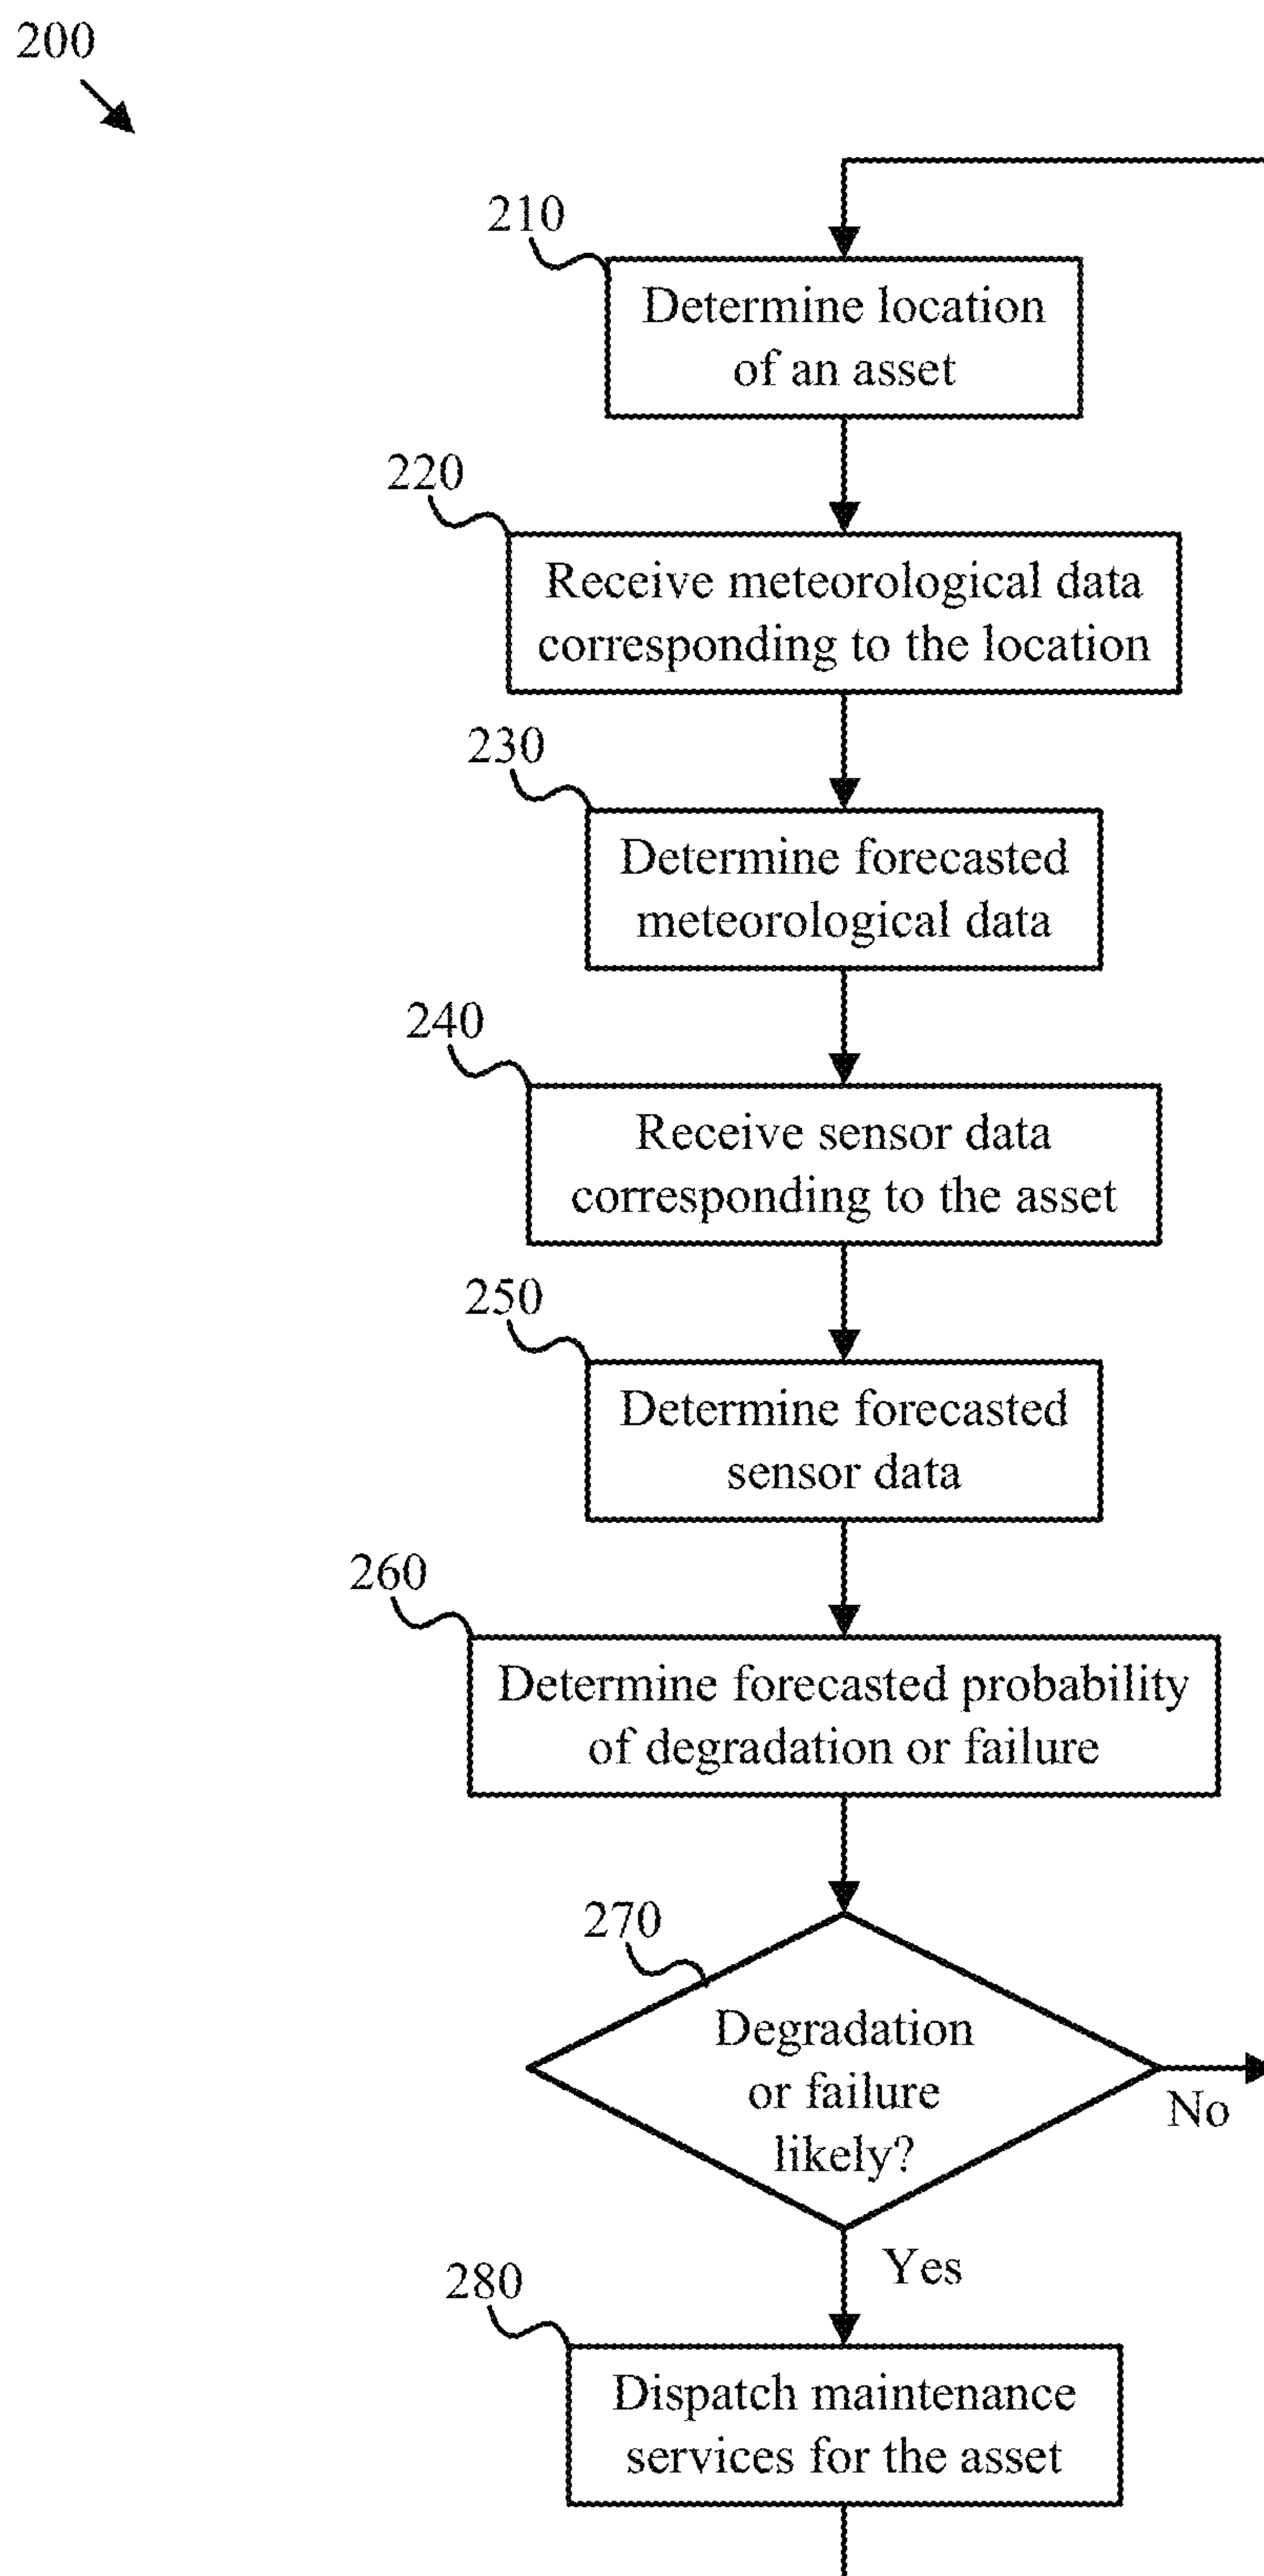 200
210
Determine location
of an asset
220
Receive meteorological data
corresponding to the location
230
Determine forecasted
meteorological data
240
Receive sensor data
corresponding to the asset
250
Determine forecasted
sensor data
260
Determine forecasted probability
of degradation or failure
270
Degradation
or failure
likely?
No
Yes
280
Dispatch maintenance
services for the asset